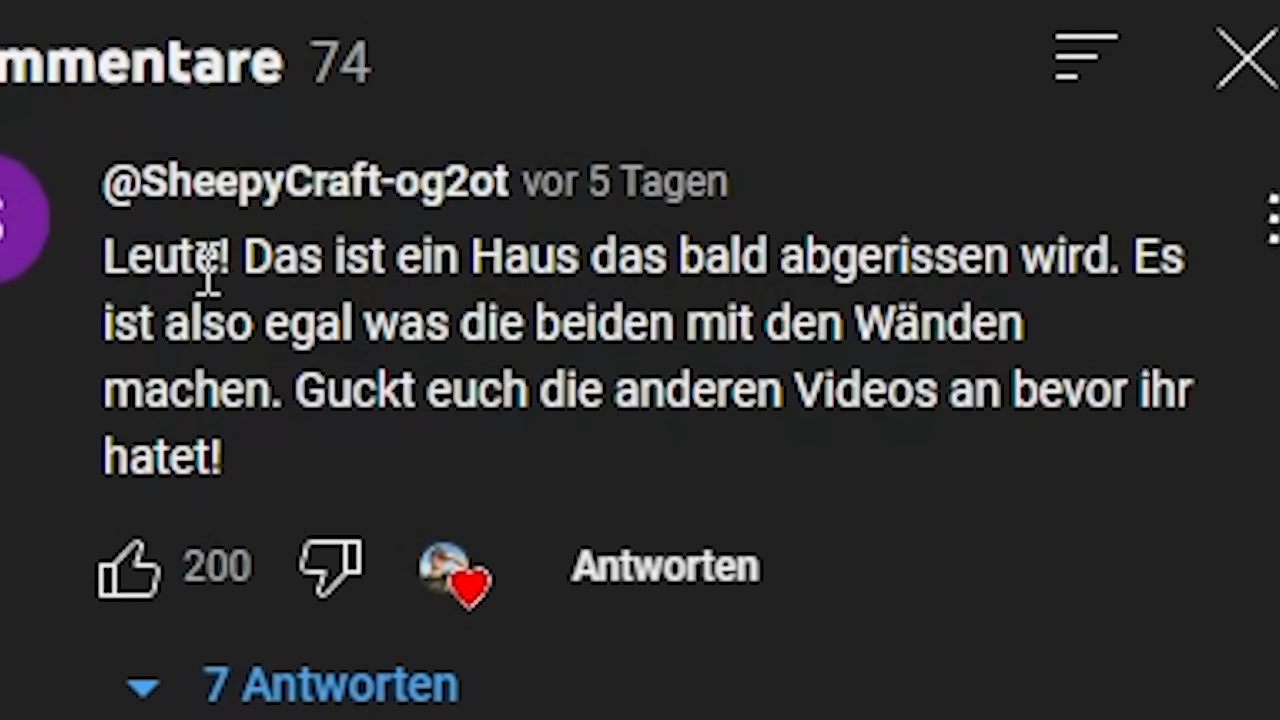 mmentare 74
@SheepyCraft-og2ot vor 5 Tagen
Leute! Das ist ein Haus das bald abgerissen wird. Es
ist also egal was die beiden mit den Wänden
machen. Guckt euch die anderen Videos an bevor ihr
hatet!
200 Antworten
7 Antworten